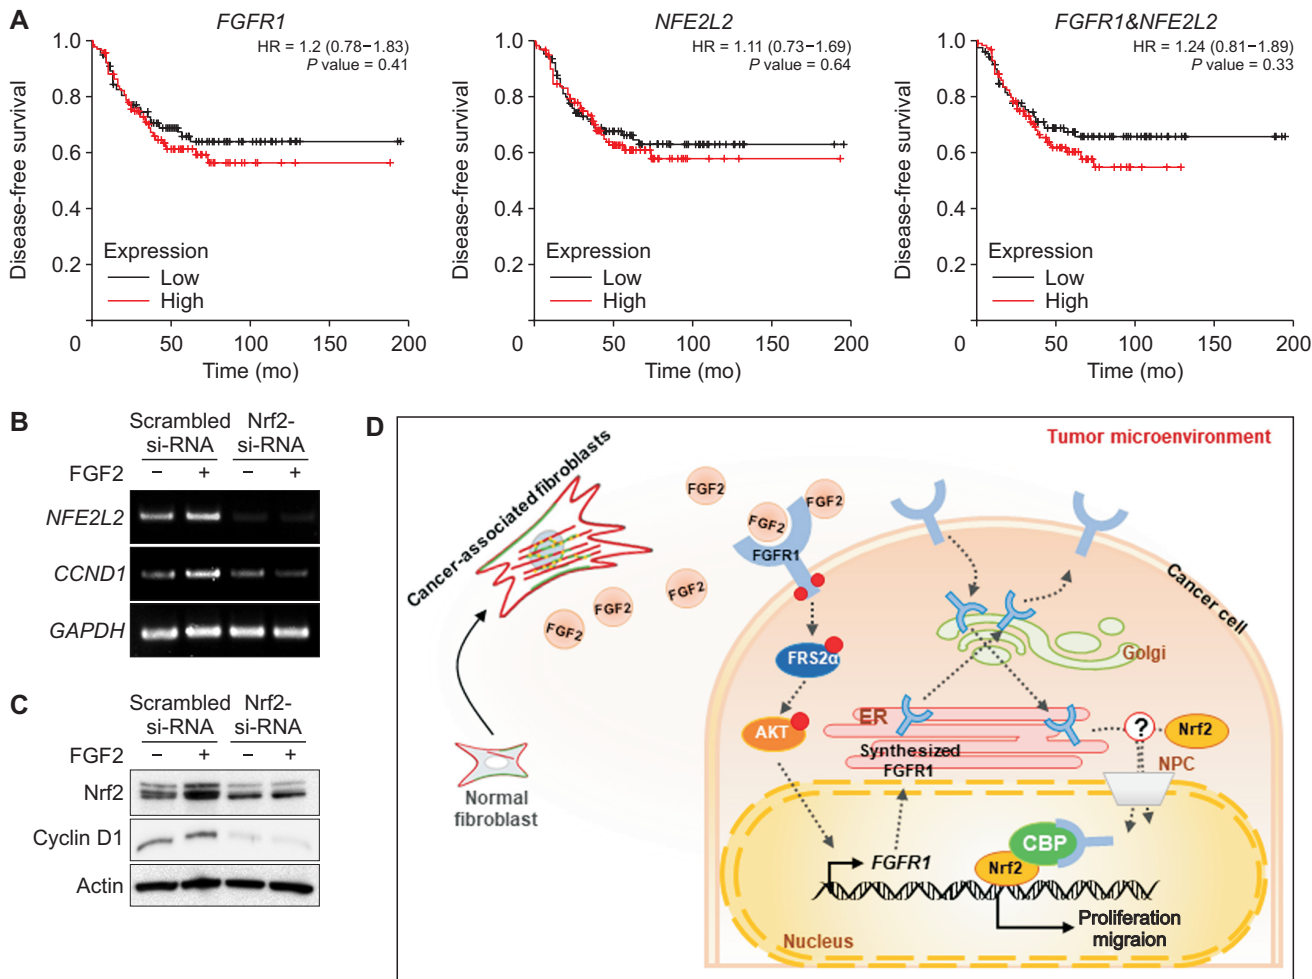 A
FGFR1
HR = 1.2 (0.78–1.83)
P value = 0.41
Disease-free survival
1.0
0.8
0.6
0.4
0.2
Expression
Low
High
0
50
100
150
200
Time (mo)
NFE2L2
HR = 1.11 (0.73–1.69)
P value = 0.64
Disease-free survival
1.0
0.8
0.6
0.4
0.2
Expression
Low
High
0
50
100
150
200
Time (mo)
FGFR1&NFE2L2
HR = 1.24 (0.81–1.89)
P value = 0.33
Disease-free survival
1.0
0.8
0.6
0.4
0.2
Expression
Low
High
0
50
100
150
200
Time (mo)
B
Scrambled
si-RNA
Nrf2-
si-RNA
FGF2
–
+
–
+
NFE2L2
CCND1
GAPDH
C
Scrambled
si-RNA
Nrf2-
si-RNA
FGF2
–
+
–
+
Nrf2
Cyclin D1
Actin
D
Tumor microenvironment
Cancer-associated fibroblasts
Normal
fibroblast
FGF2
FGF2
FGF2
FGF2
FGF2
FGF2
FGFR1
Cancer cell
FRS2α
Golgi
AKT
ER
Synthesized
FGFR1
?
Nrf2
NPC
CBP
Nrf2
FGFR1
Proliferation
migraion
Nucleus